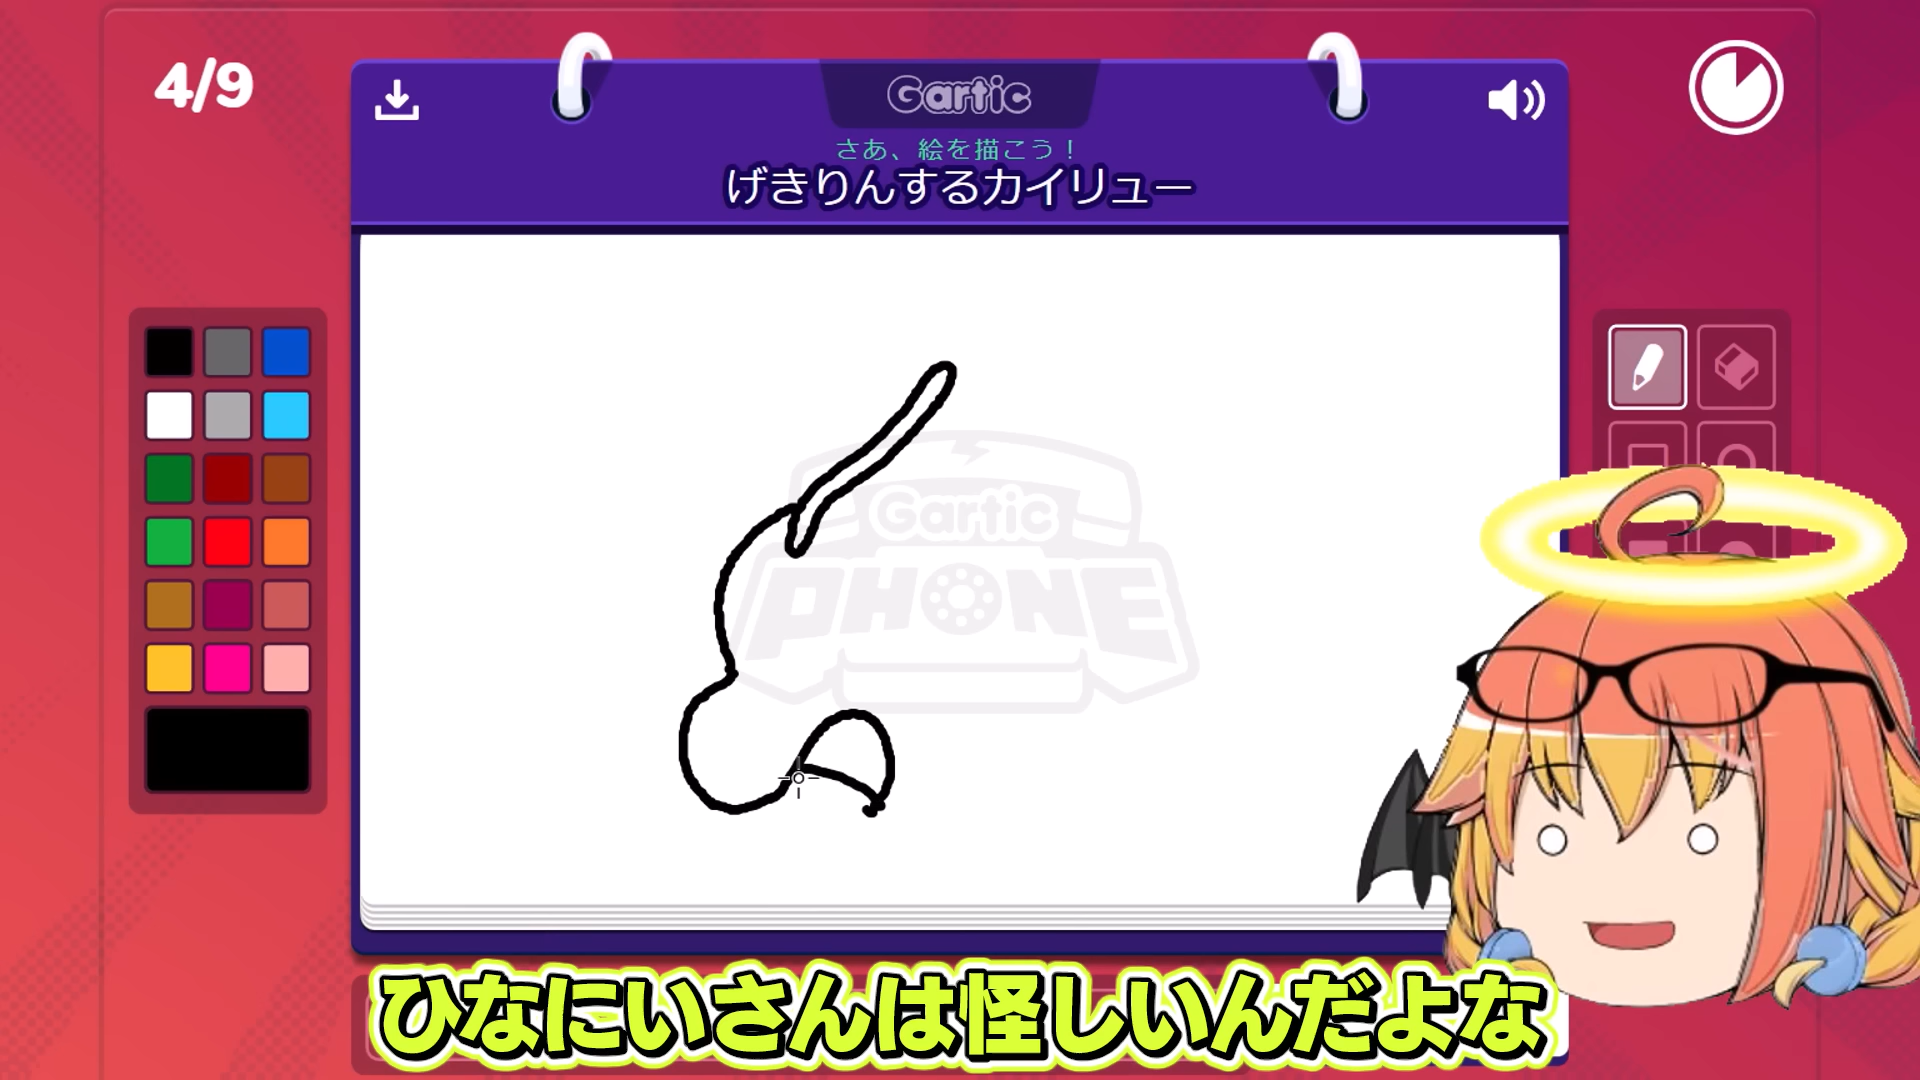 4/9
Gartic
さあ、絵を描こう！
げきりんするカイリュー
Gartic
PHONE
ひなにいさんは怪しいんだよな